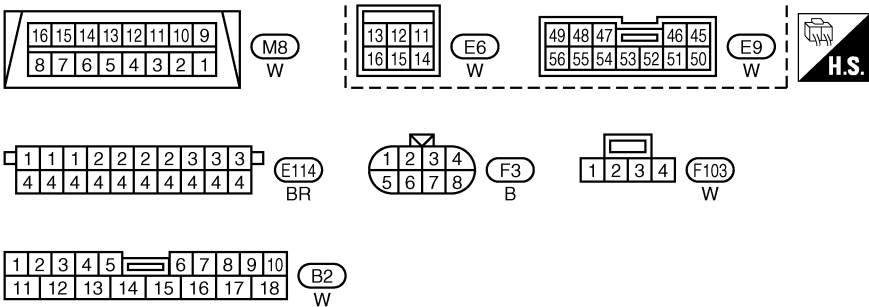 16 15 14 13 12 11 10 9
8 7 6 5 4 3 2 1
M8
W
13 12 11
16 15 14
E6
W
49 48 47 46 45
56 55 54 53 52 51 50
E9
W
H.S.
1 1 1 2 2 2 2 3 3 3
4 4 4 4 4 4 4 4 4 4
E114
BR
1 2 3 4
5 6 7 8
F3
B
1 2 3 4
F103
W
1 2 3 4 5 6 7 8 9 10
11 12 13 14 15 16 17 18
B2
W